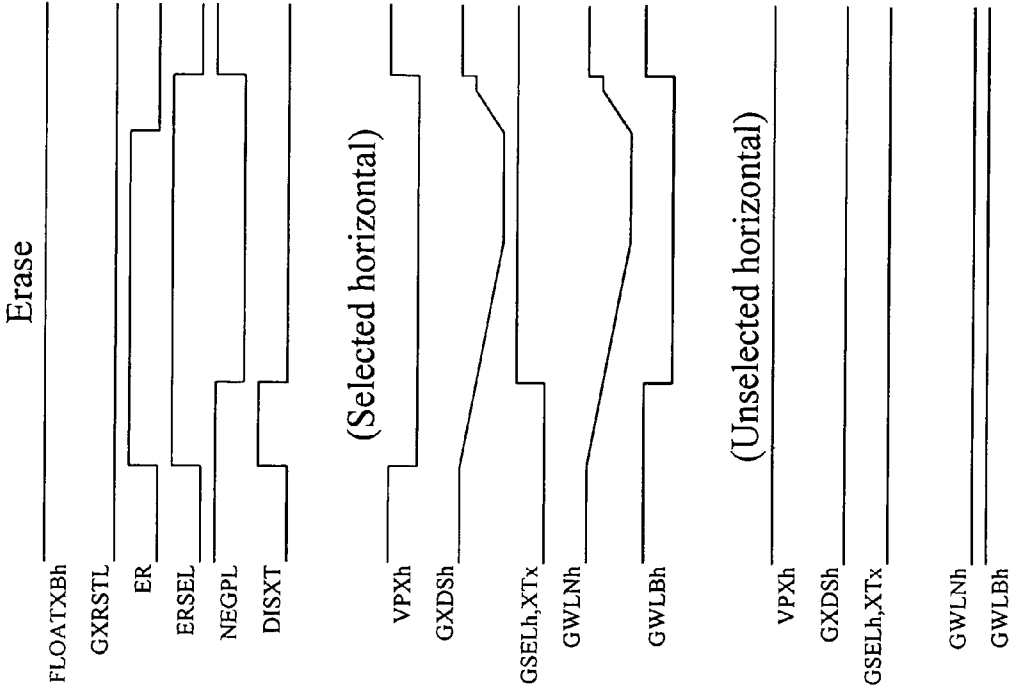 Erase
FLOATXBh
GXRSTL
ER
ERSEL
NEGPL
DISXT
(Selected horizontal)
VPXh
GXDSh
GSELh,XTx
GWLNh
GWLBh
(Unselected horizontal)
VPXh
GXDSh
GSELh,XTx
GWLNh
GWLBh